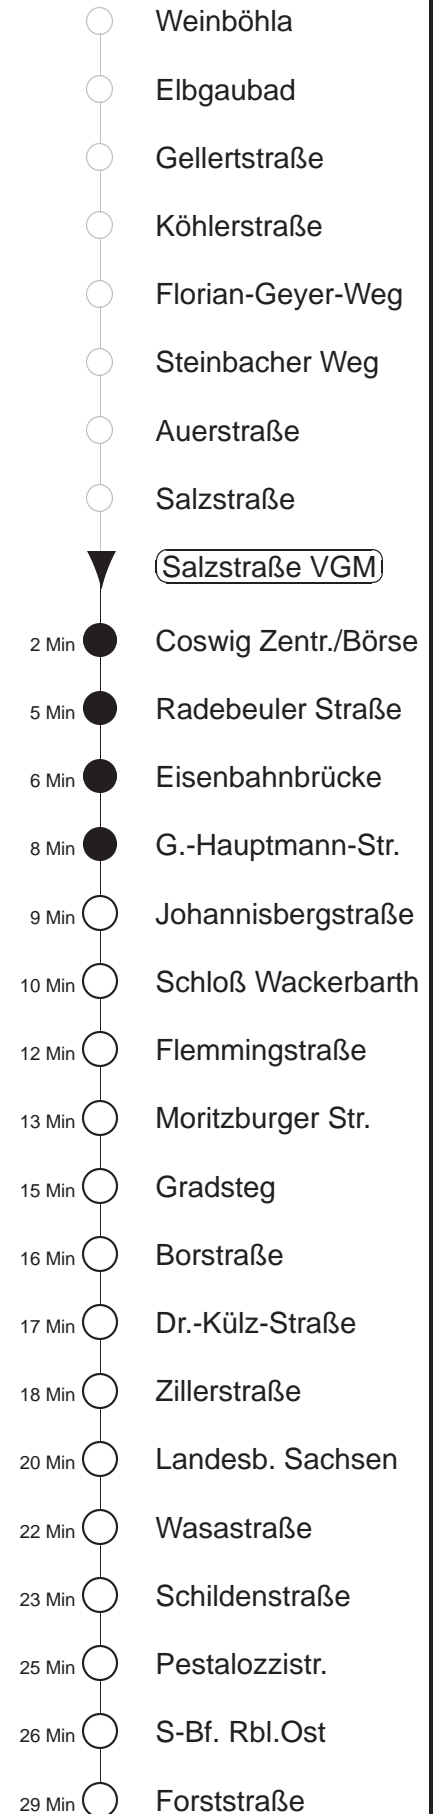 Weinböhla
Elbgaubad
Gellertstraße
Köhlerstraße
Florian-Geyer-Weg
Steinbacher Weg
Auerstraße
Salzstraße
Salzstraße VGM
2 Min Coswig Zentr./Börse
5 Min Radebeuler Straße
6 Min Eisenbahnbrücke
8 Min G.-Hauptmann-Str.
9 Min Johannisbergstraße
10 Min Schloß Wackerbarth
12 Min Flemmingstraße
13 Min Moritzburger Str.
15 Min Gradsteg
16 Min Borstraße
17 Min Dr.-Külz-Straße
18 Min Zillerstraße
20 Min Landesb. Sachsen
22 Min Wasastraße
23 Min Schildenstraße
25 Min Pestalozzistr.
26 Min S-Bf. Rbl.Ost
29 Min Forststraße